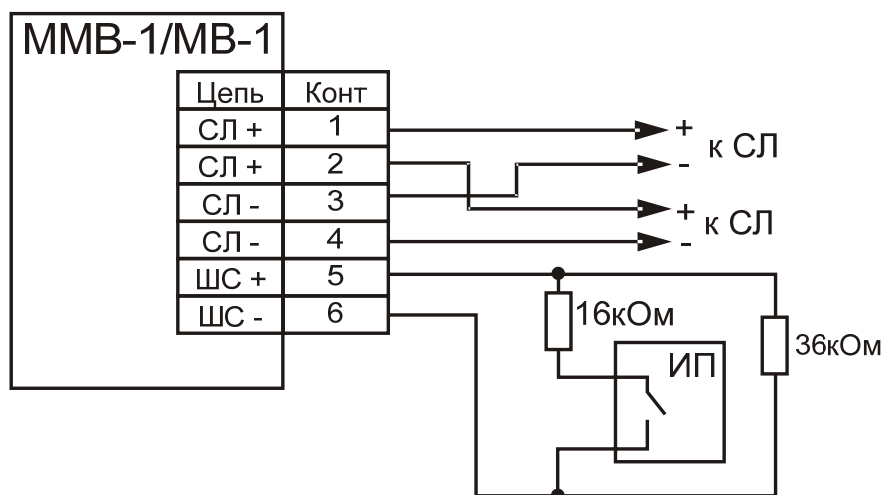 ММВ-1/МВ-1
Цепь Конт
СЛ + 1
СЛ + 2
СЛ - 3
СЛ - 4
ШС + 5
ШС - 6
+
к СЛ
-
+
к СЛ
-
16кОм
ИП
36кОм